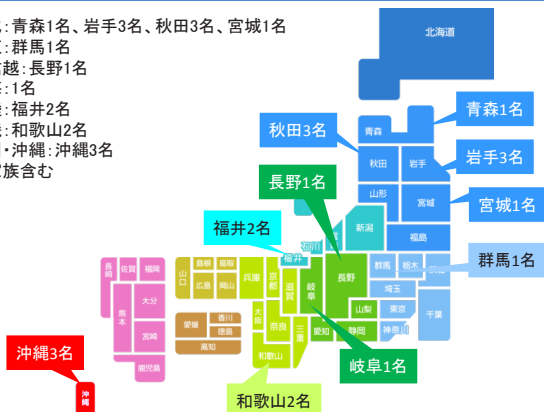 :青森1名、岩手3名、秋田3名、宮城1名
:群馬1名
越:長野1名
:1名
:福井2名
:和歌山2名
・沖縄:沖縄3名
族含む
北海道
青森1名
青森
秋田3名
秋田
岩手
岩手3名
長野1名
山形
宮城
宮城1名
福井2名
新潟
石川
福島
福井
群馬
栃木
群馬1名
長崎
佐賀
福岡
山口
島根
鳥取
広島
岡山
兵庫
京都
滋賀
岐阜
長野
埼玉
熊本
大分
宮崎
鹿児島
愛媛
香川
徳島
高知
大阪
奈良
三重
和歌山
愛知
山梨
静岡
東京
神奈川
千葉
沖縄3名
沖縄
岐阜1名
和歌山2名